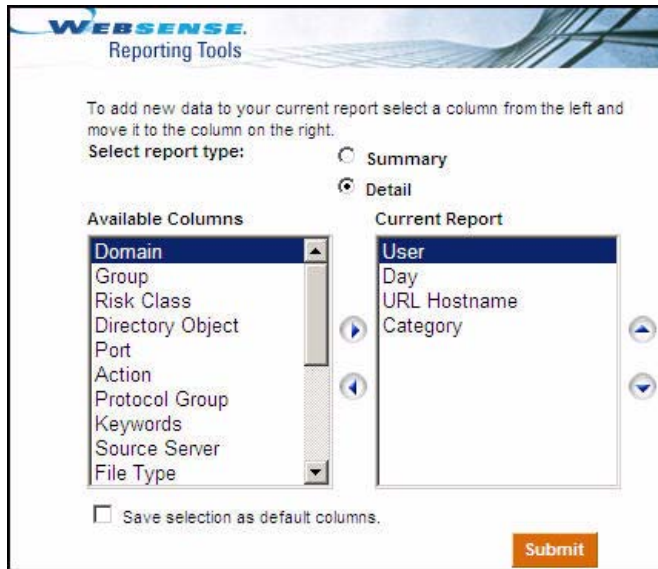 WEBSENSE.
Reporting Tools
To add new data to your current report select a column from the left and
move it to the column on the right.
Select report type:
Summary
Detail
Available Columns
Domain
Group
Risk Class
Directory Object
Port
Action
Protocol Group
Keywords
Source Server
File Type
Current Report
User
Day
URL Hostname
Category
Save selection as default columns.
Submit